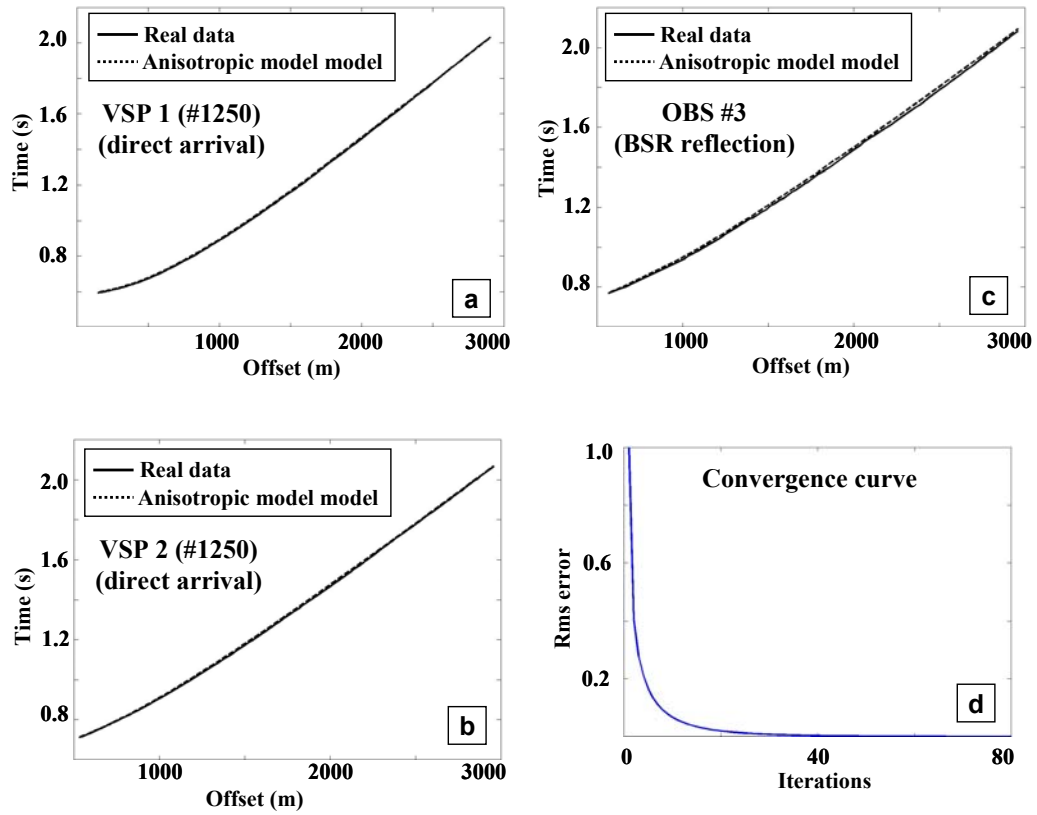 Real data
Anisotropic model model
VSP 1 (#1250)
(direct arrival)
2.0
1.6
1.2
0.8
Time (s)
1000
2000
3000
Offset (m)
a
Real data
Anisotropic model model
OBS #3
(BSR reflection)
2.0
1.6
1.2
0.8
Time (s)
1000
2000
3000
Offset (m)
c
Real data
Anisotropic model model
VSP 2 (#1250)
(direct arrival)
2.0
1.6
1.2
0.8
Time (s)
1000
2000
3000
Offset (m)
b
Convergence curve
1.0
0.6
0.2
Rms error
0
40
80
Iterations
d